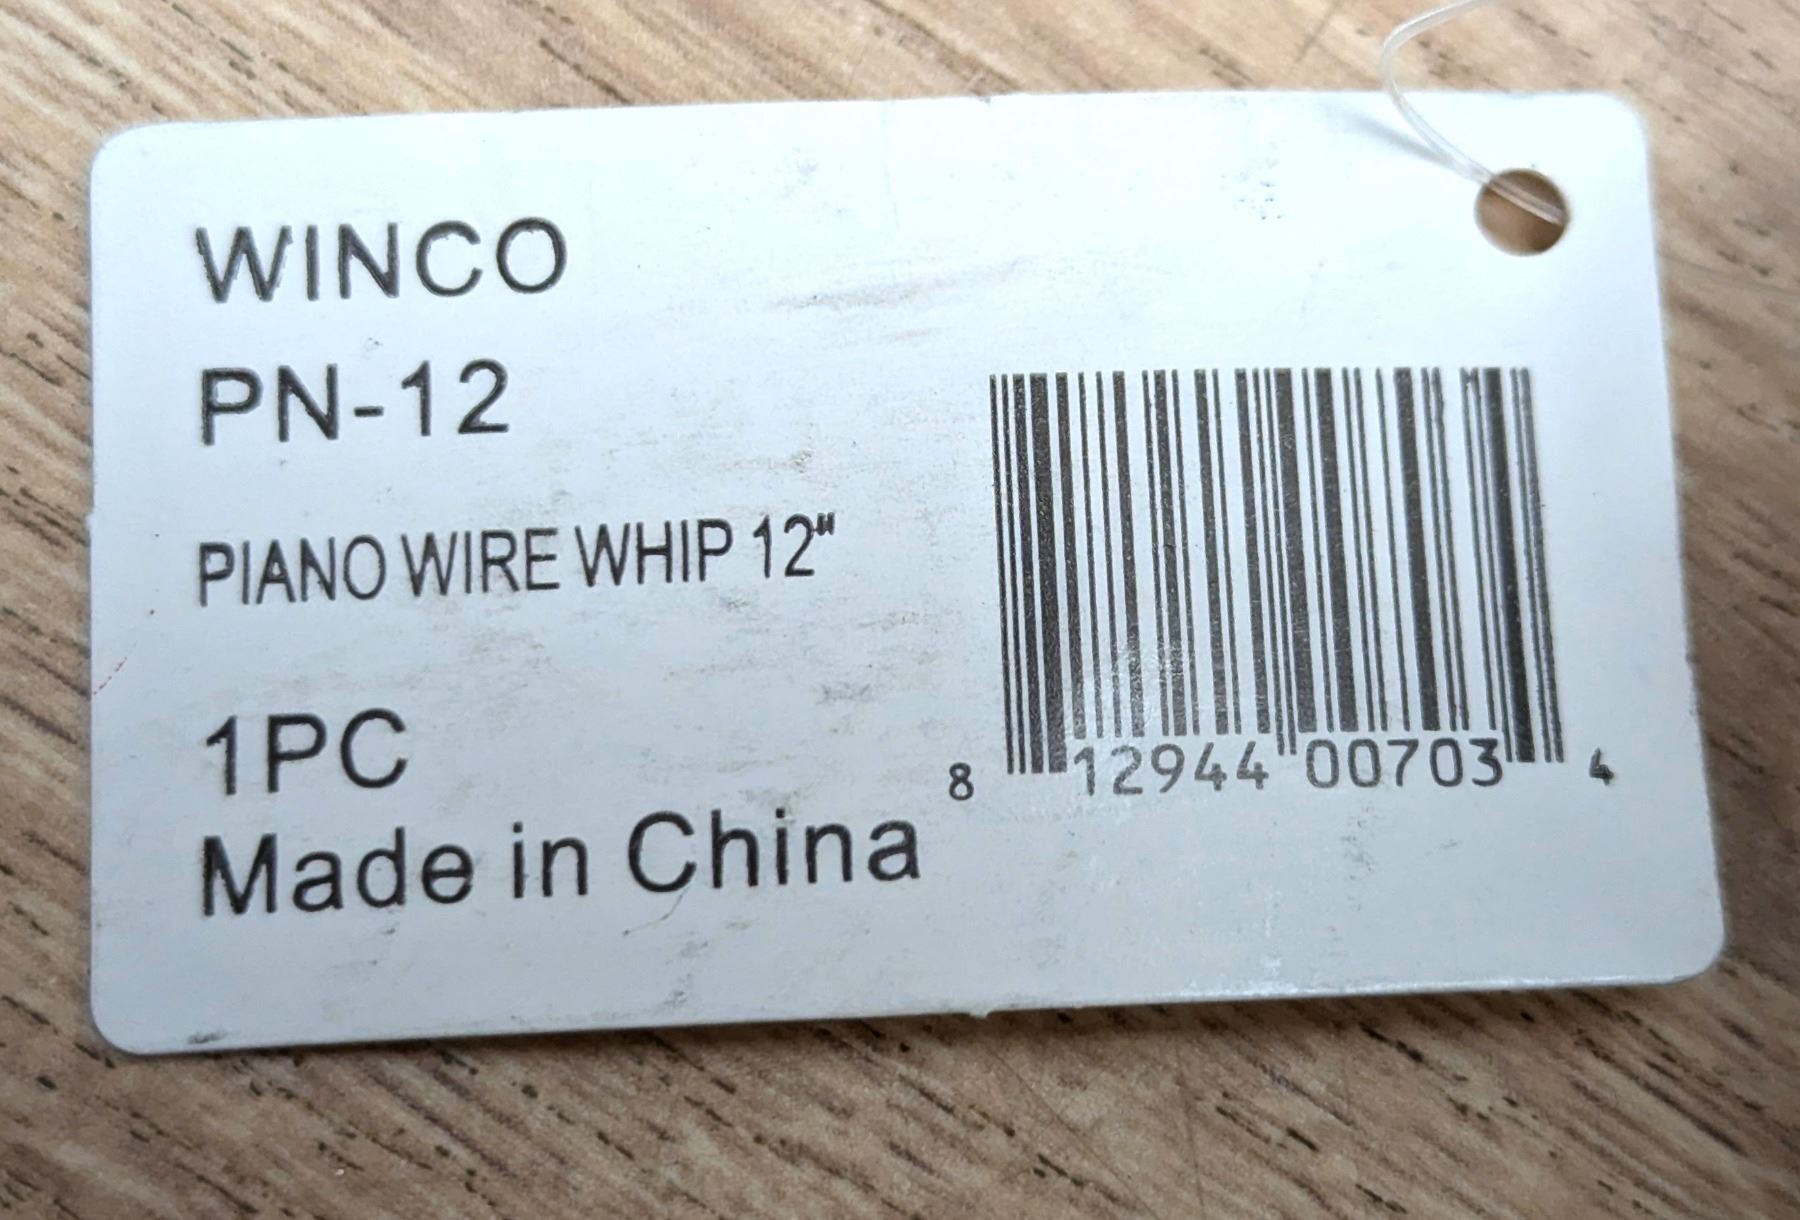 WINCO
PN-12
PIANO WIRE WHIP 12"
1PC
Made in China
8 12944 00703 4